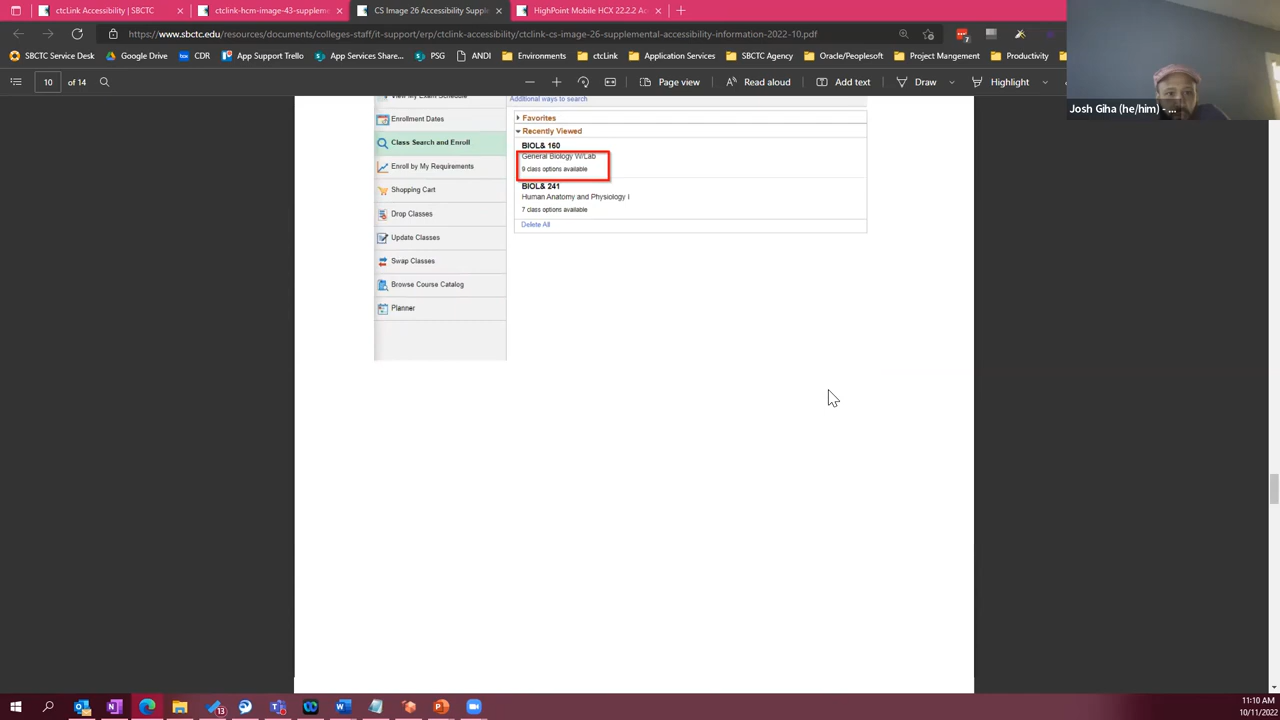 ctcLink Accessibility | SBCTC
ctclink-hcm-image-43-suppleme
CS Image 26 Accessibility Supple
HighPoint Mobile HCX 22.2.2 Ac
https://www.sbctc.edu/resources/documents/colleges-staff/it-support/erp/ctclink-accessibility/ctclink-cs-image-26-supplemental-accessibility-information-2022-10.pdf
SBCTC Service Desk
Google Drive
App Support Trello
App Services Share...
PSG
ANDI
Environments
CDR
ctcLink
Application Services
Oracle/Peoplesoft
SBCTC Agency
Project Management
Productivity
10 of 14
Page view
Read aloud
Add text
Draw
Highlight
Josh Giha (he/him) - ...
View My Exam Schedule
Enrollment Dates
Class Search and Enroll
Enroll by My Requirements
Shopping Cart
Drop Classes
Update Classes
Swap Classes
Browse Course Catalog
Planner
Additional ways to search
Favorites
Recently Viewed
BIOL& 160
General Biology W/Lab
9 class options available
BIOL& 241
Human Anatomy and Physiology I
7 class options available
Delete All
11:10 AM
10/11/2022